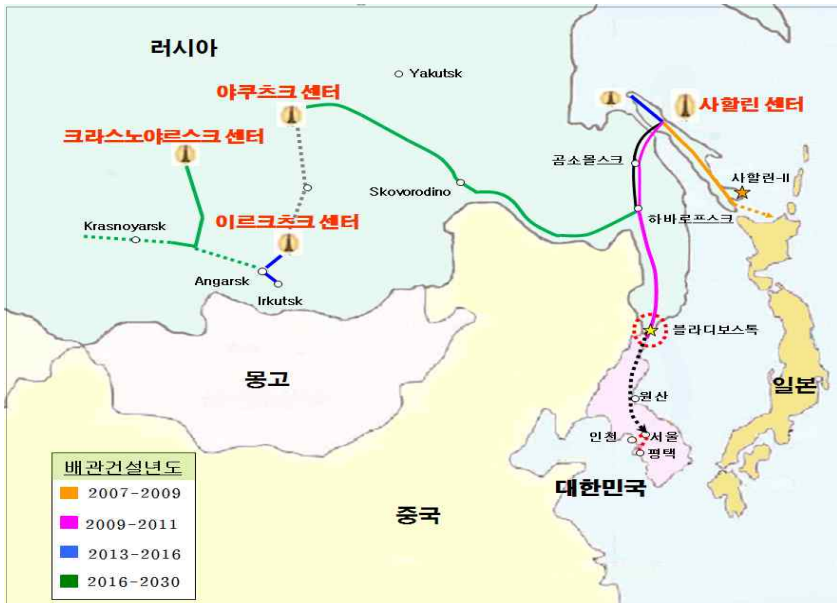 러시아
Yakutsk
야쿠츠크 센터
사할린 센터
크라스노야르스크 센터
콤소몰스크
사할린-II
Skovorodino
하바로프스크
Krasnoyarsk
이르크츠크 센터
Angarsk
Irkutsk
블라디보스톡
몽고
일본
원산
인천
서울
평택
대한민국
중국
배관건설년도
2007-2009
2009-2011
2013-2016
2016-2030